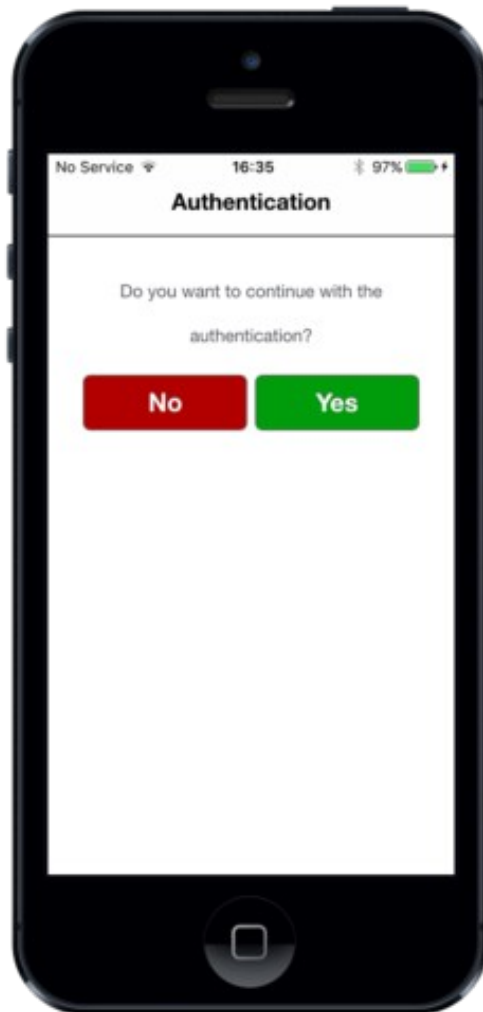 No Service 16:35 97%
Authentication
Do you want to continue with the
authentication?
No Yes